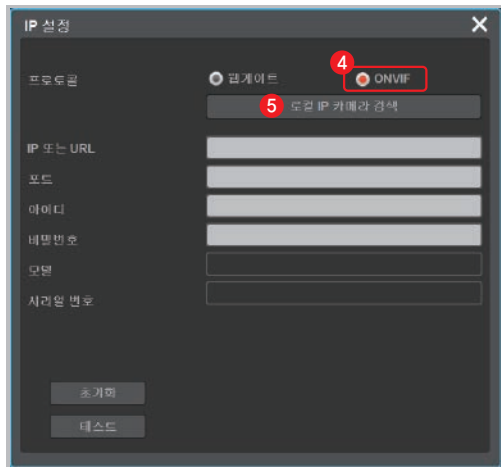 IP 설정
프로토콜 웹게이트 4 ONVIF
5 로컬 IP 카메라 검색
IP 또는 URL
포트
아이디
비밀번호
모델
시리얼 번호
초기화
테스트